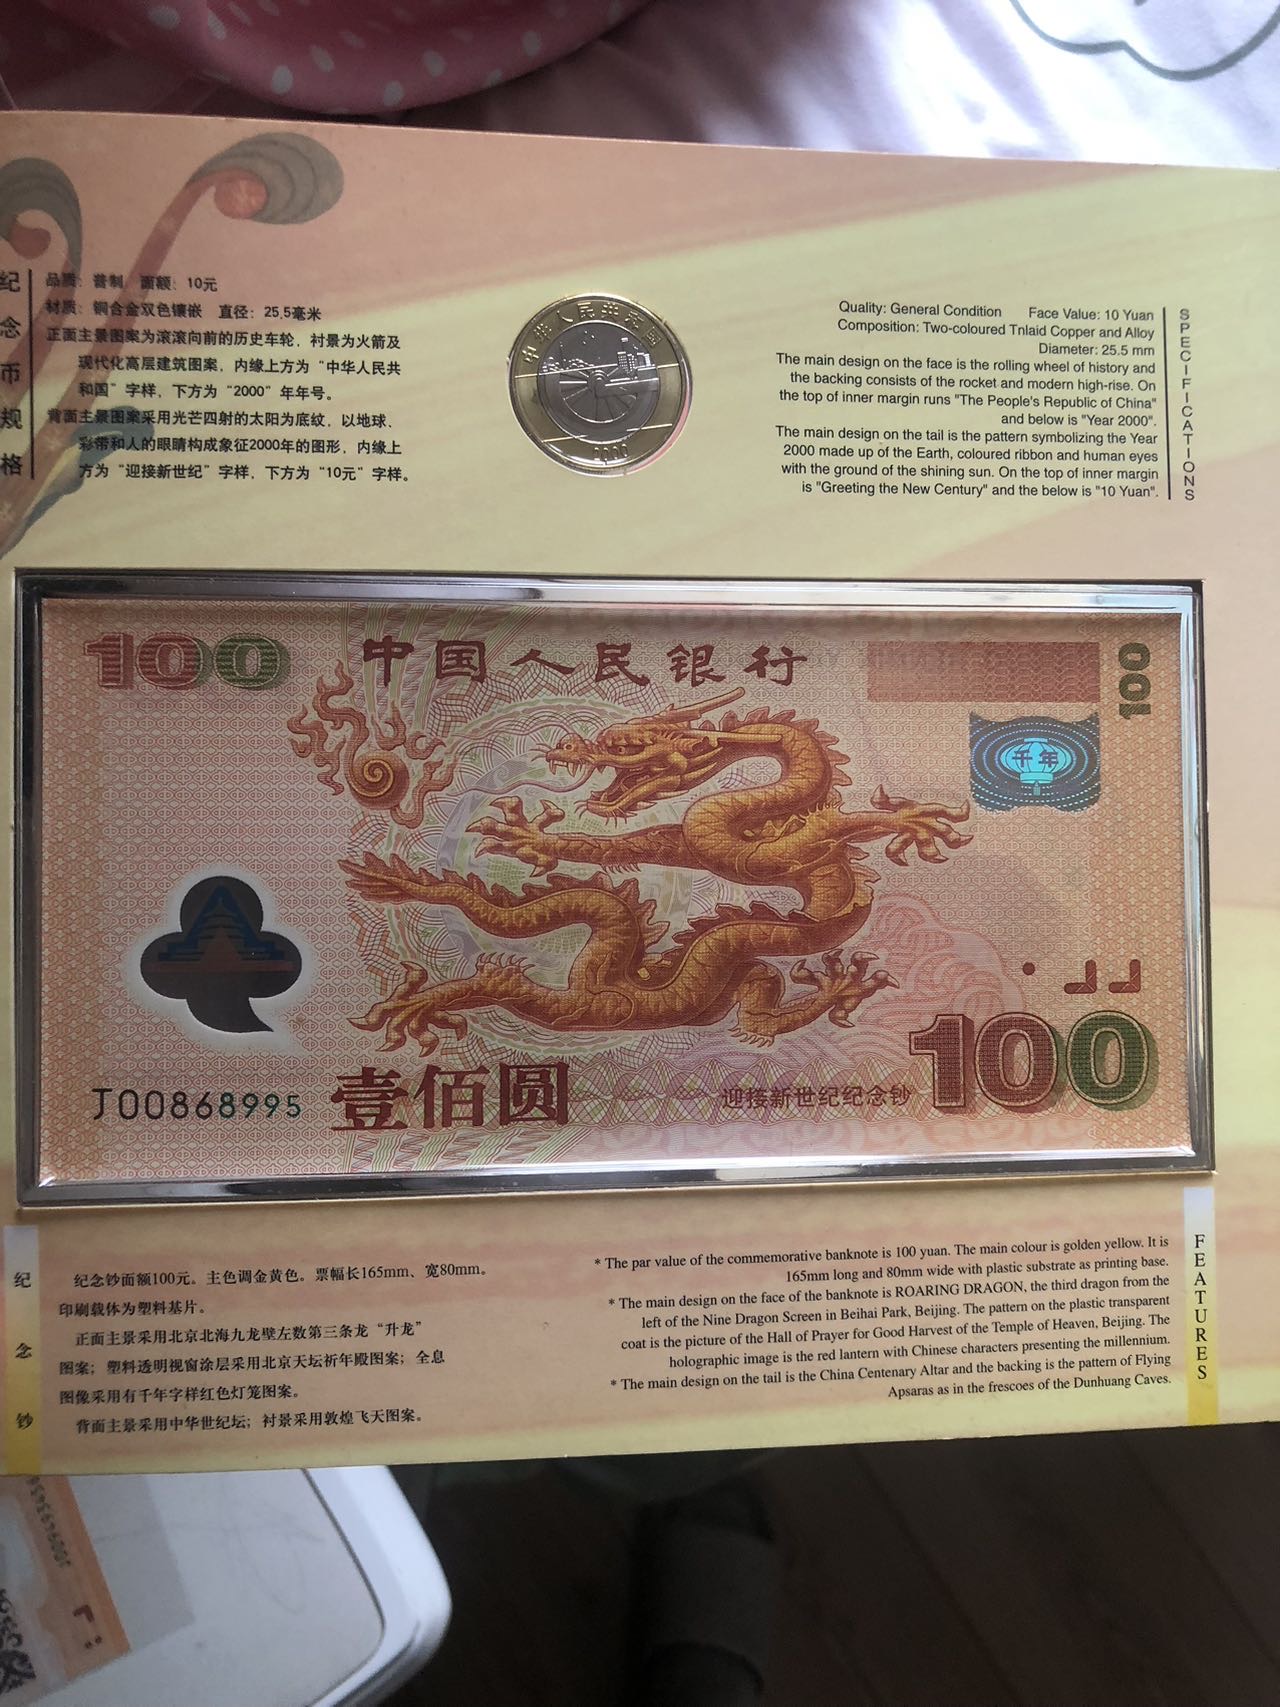 纪念币规格
品质：普制 面额：10元
材质：铜合金双色镶嵌 直径：25.5毫米
正面主景图案为滚滚向前的历史车轮，衬景为火箭及
现代化高层建筑图案，内缘上方为“中华人民共
和国”字样，下方为“2000”年年号。
背面主景图案采用光芒四射的太阳为底纹，以地球、
彩带和人的眼睛构成象征2000年的图形，内缘上
方为“迎接新世纪”字样，下方为“10元”字样。
中华人民共和国
2000
Quality: General Condition Face Value: 10 Yuan
Composition: Two-coloured Tnlaid Copper and Alloy
Diameter: 25.5 mm
The main design on the face is the rolling wheel of history and
the backing consists of the rocket and modern high-rise. On
the top of inner margin runs "The People's Republic of China"
and below is "Year 2000".
The main design on the tail is the pattern symbolizing the Year
2000 made up of the Earth, coloured ribbon and human eyes
with the ground of the shining sun. On the top of inner margin
is "Greeting the New Century" and the below is "10 Yuan".
SPECIFICATIONS
100
中国人民银行
100
千年
J00868995
壹佰圆
迎接新世纪纪念钞
100
纪念钞
纪念钞面额100元。主色调金黄色。票幅长165mm、宽80mm。
印刷载体为塑料基片。
正面主景采用北京北海九龙壁左数第三条龙“升龙”
图案；塑料透明视窗涂层采用北京天坛祈年殿图案；全息
图像采用有千年字样红色灯笼图案。
背面主景采用中华世纪坛；衬景采用敦煌飞天图案。
* The par value of the commemorative banknote is 100 yuan. The main colour is golden yellow. It is
165mm long and 80mm wide with plastic substrate as printing base.
* The main design on the face of the banknote is ROARING DRAGON, the third dragon from the
left of the Nine Dragon Screen in Beihai Park, Beijing. The pattern on the plastic transparent
coat is the picture of the Hall of Prayer for Good Harvest of the Temple of Heaven, Beijing. The
holographic image is the red lantern with Chinese characters presenting the millennium.
* The main design on the tail is the China Centenary Altar and the backing is the pattern of Flying
Apsaras as in the frescoes of the Dunhuang Caves.
FEATURES